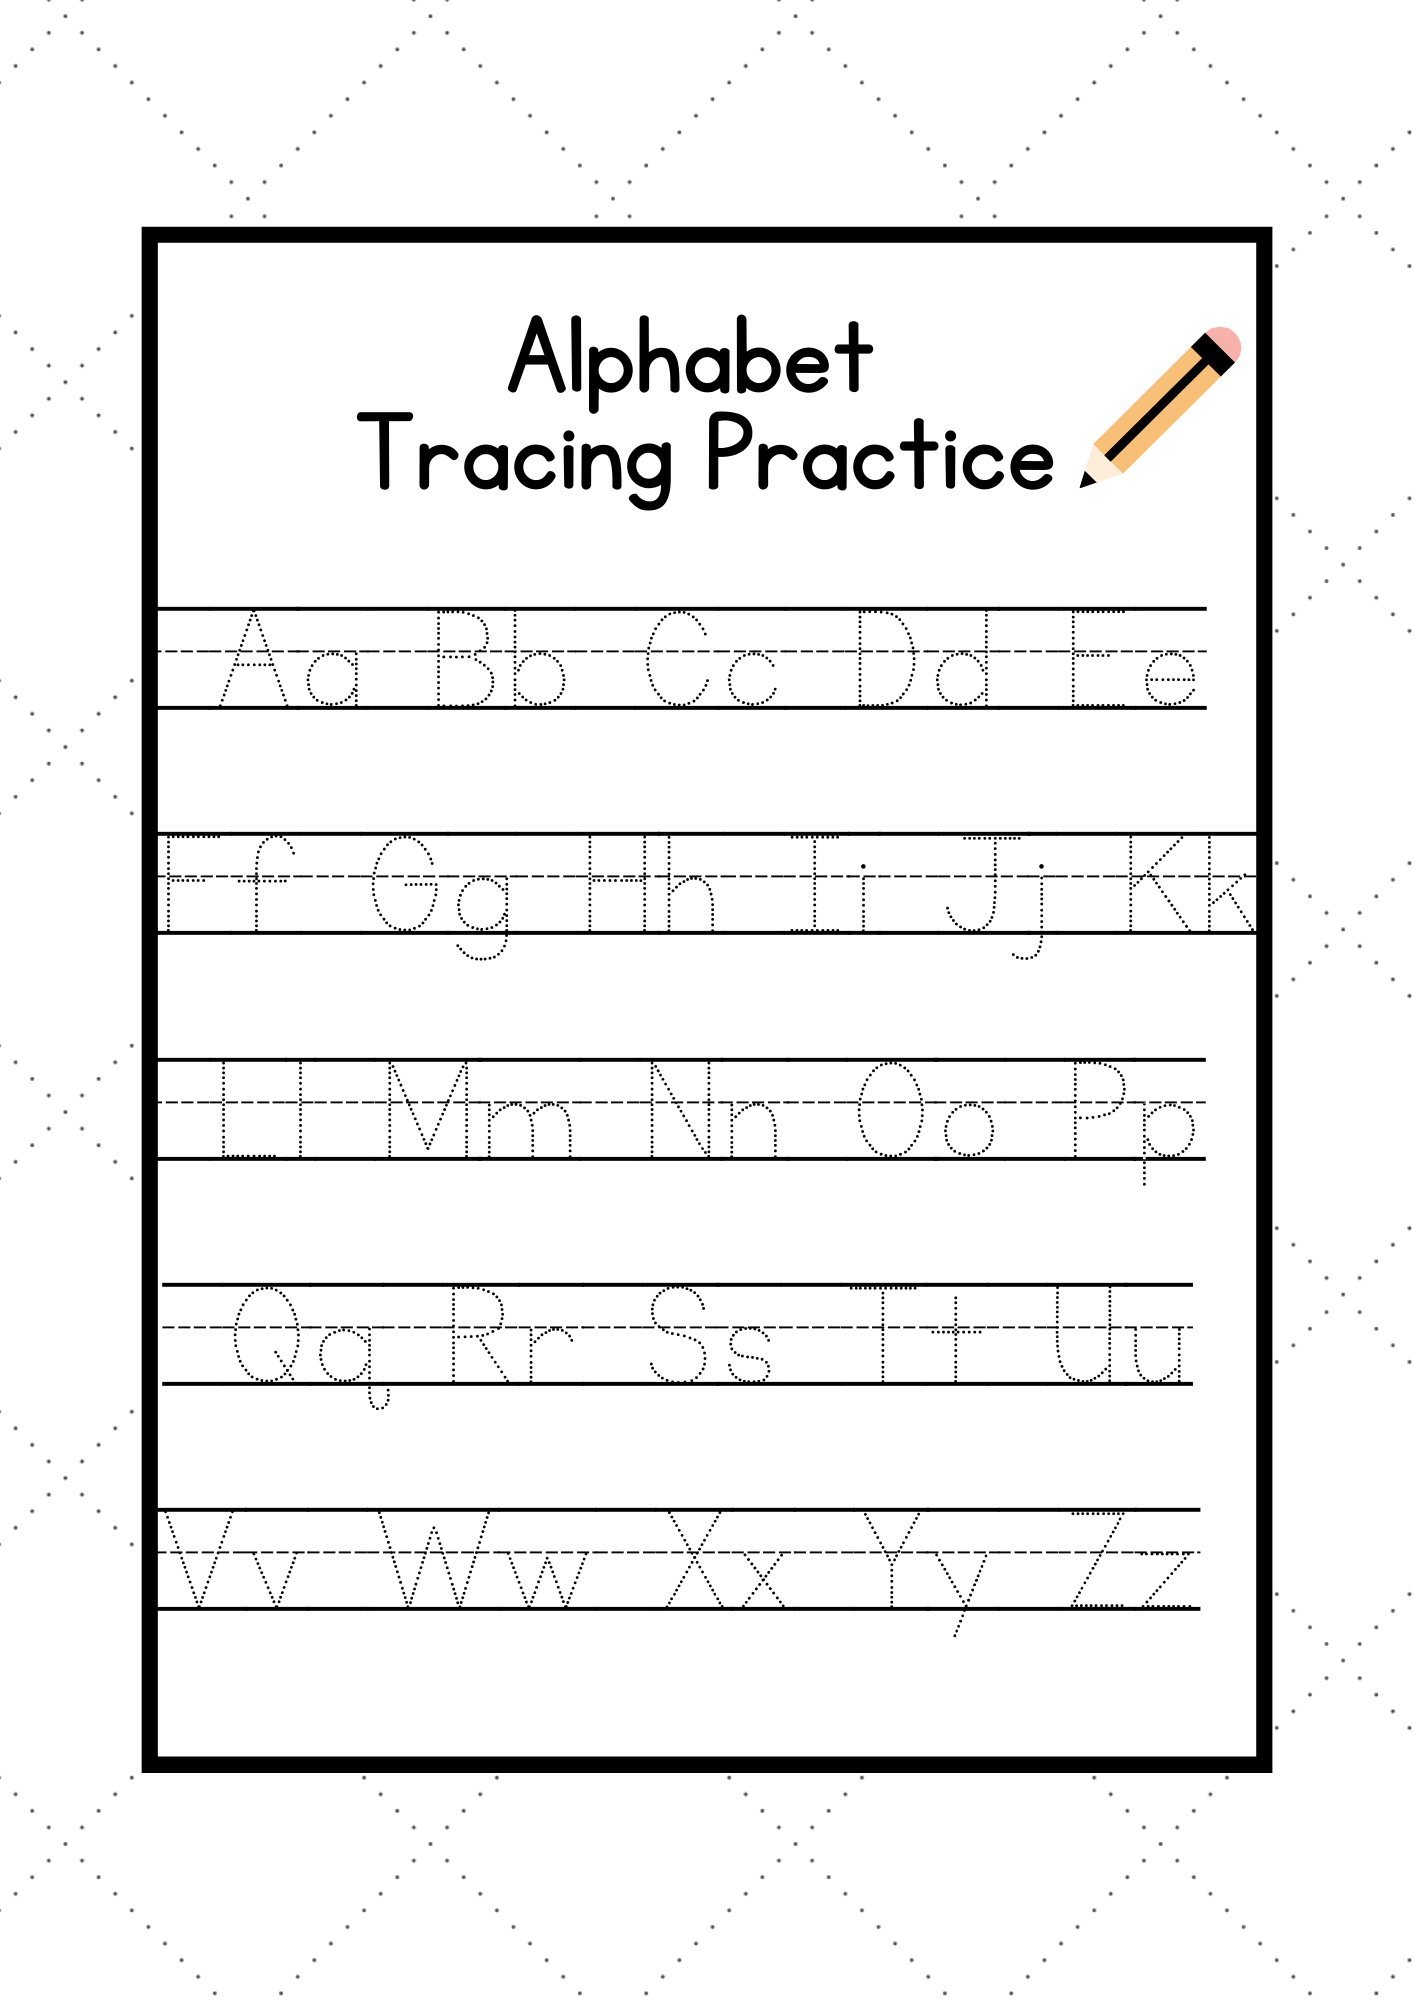 Alphabet
Tracing Practice
Aa Bb Cc Dd Ee
Ff Gg Hh Ii Jj Kk
Ll Mm Nn Oo Pp
Qq Rr Ss Tt Uu
Vv Ww Xx Yy Zz